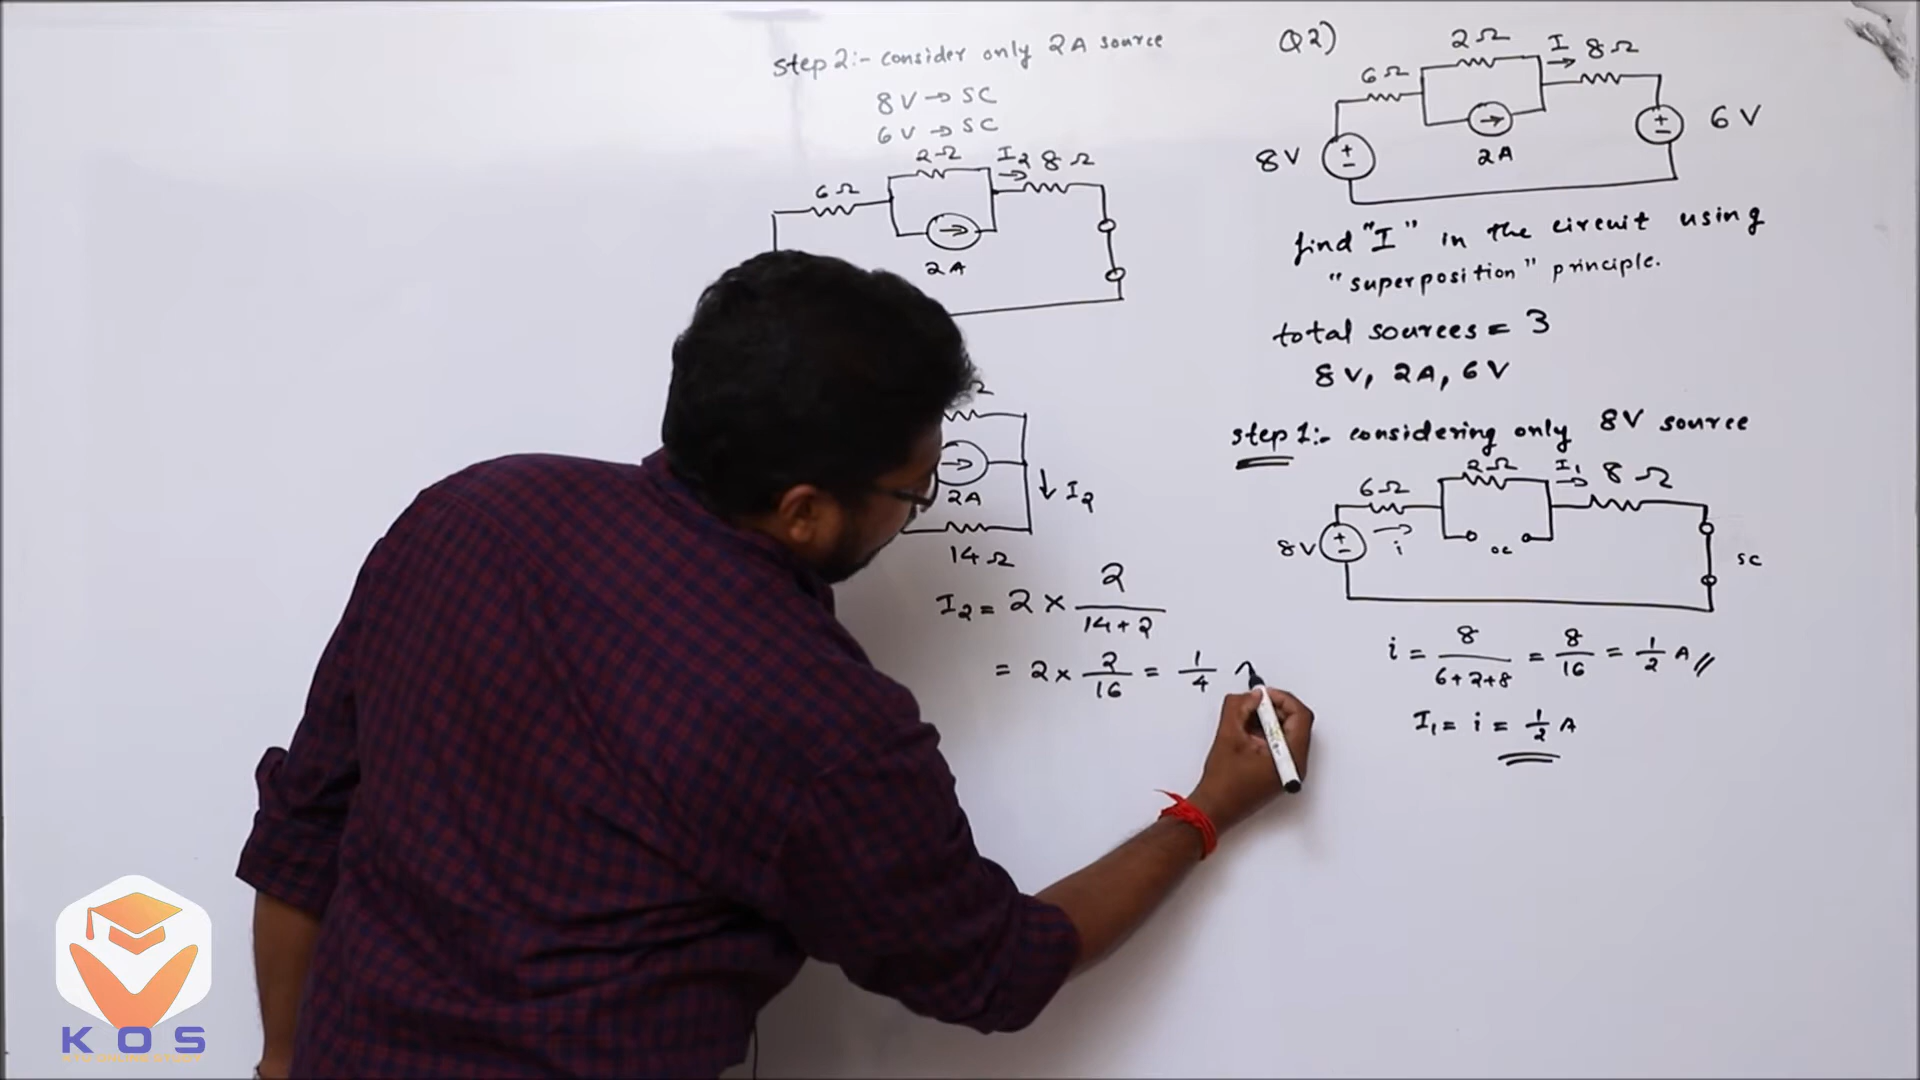 step 2:- consider only 2A source
8V → SC
6V → SC
2Ω
I2
8Ω
6Ω
2A
2A
↓ I2
14Ω
I2 = 2 × 2/(14+2)
= 2 × 2/16 = 1/4
Q2)
2Ω
I
8Ω
6Ω
8V
2A
6V
find "I" in the circuit using
"superposition" principle.
total sources = 3
8V, 2A, 6V
step 1:- considering only 8V source
2Ω
I1
8Ω
6Ω
8V
i
oc
SC
i = 8/(6+2+8) = 8/16 = 1/2 A //
I1 = i = 1/2 A
KOS